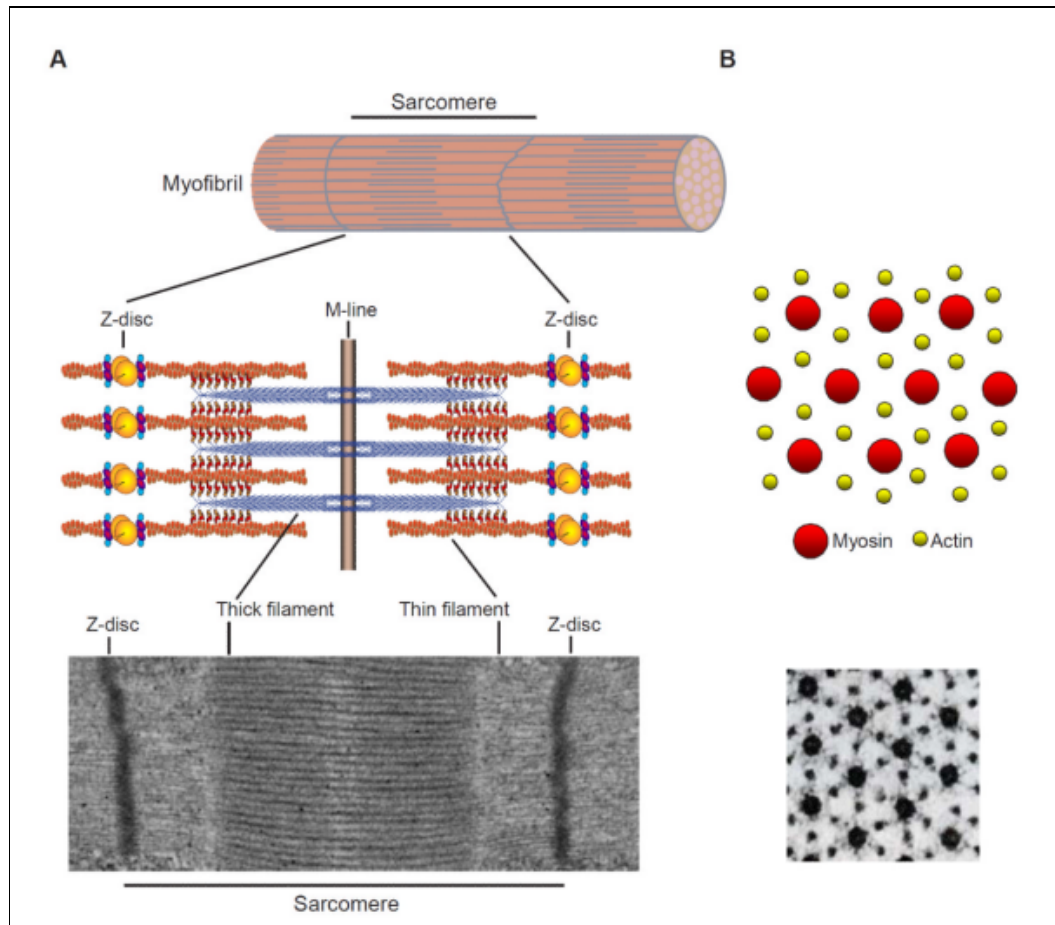 A
B
Sarcomere
Myofibril
Z-disc
M-line
Z-disc
Myosin
Actin
Thick filament
Thin filament
Z-disc
Z-disc
Sarcomere